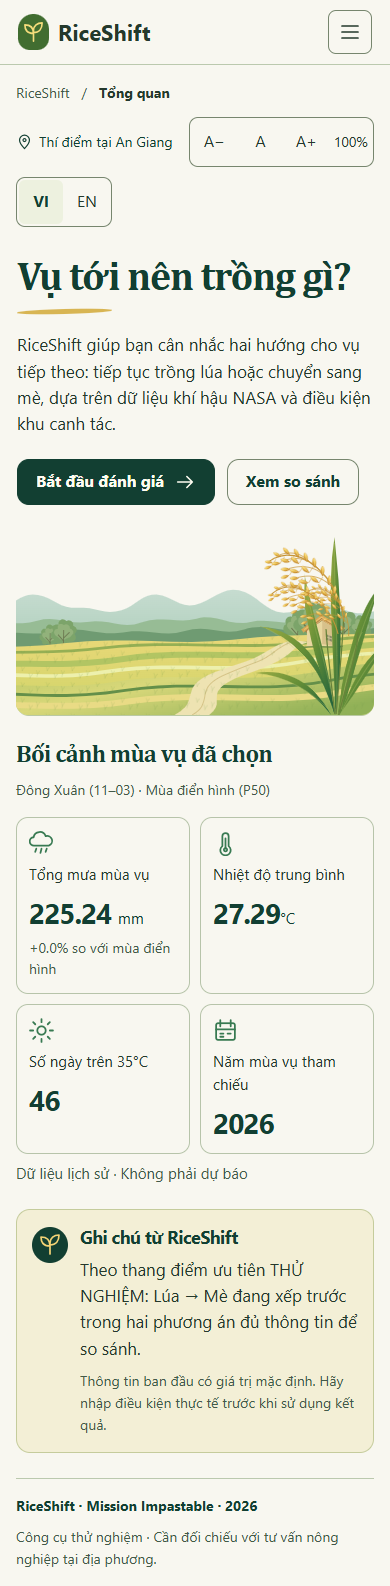 RiceShift
RiceShift / Tổng quan
Thí điểm tại An Giang A− A A+ 100%
VI EN
Vụ tới nên trồng gì?
RiceShift giúp bạn cân nhắc hai hướng cho vụ
tiếp theo: tiếp tục trồng lúa hoặc chuyển sang
mè, dựa trên dữ liệu khí hậu NASA và điều kiện
khu canh tác.
Bắt đầu đánh giá → Xem so sánh
Bối cảnh mùa vụ đã chọn
Đông Xuân (11–03) · Mùa điển hình (P50)
Tổng mưa mùa vụ
225.24 mm
+0.0% so với mùa điển
hình
Nhiệt độ trung bình
27.29°C
Số ngày trên 35°C
46
Năm mùa vụ tham
chiếu
2026
Dữ liệu lịch sử · Không phải dự báo
Ghi chú từ RiceShift
Theo thang điểm ưu tiên THỬ
NGHIỆM: Lúa → Mè đang xếp trước
trong hai phương án đủ thông tin để
so sánh.
Thông tin ban đầu có giá trị mặc định. Hãy
nhập điều kiện thực tế trước khi sử dụng kết
quả.
RiceShift · Mission Impastable · 2026
Công cụ thử nghiệm · Cần đối chiếu với tư vấn nông
nghiệp tại địa phương.